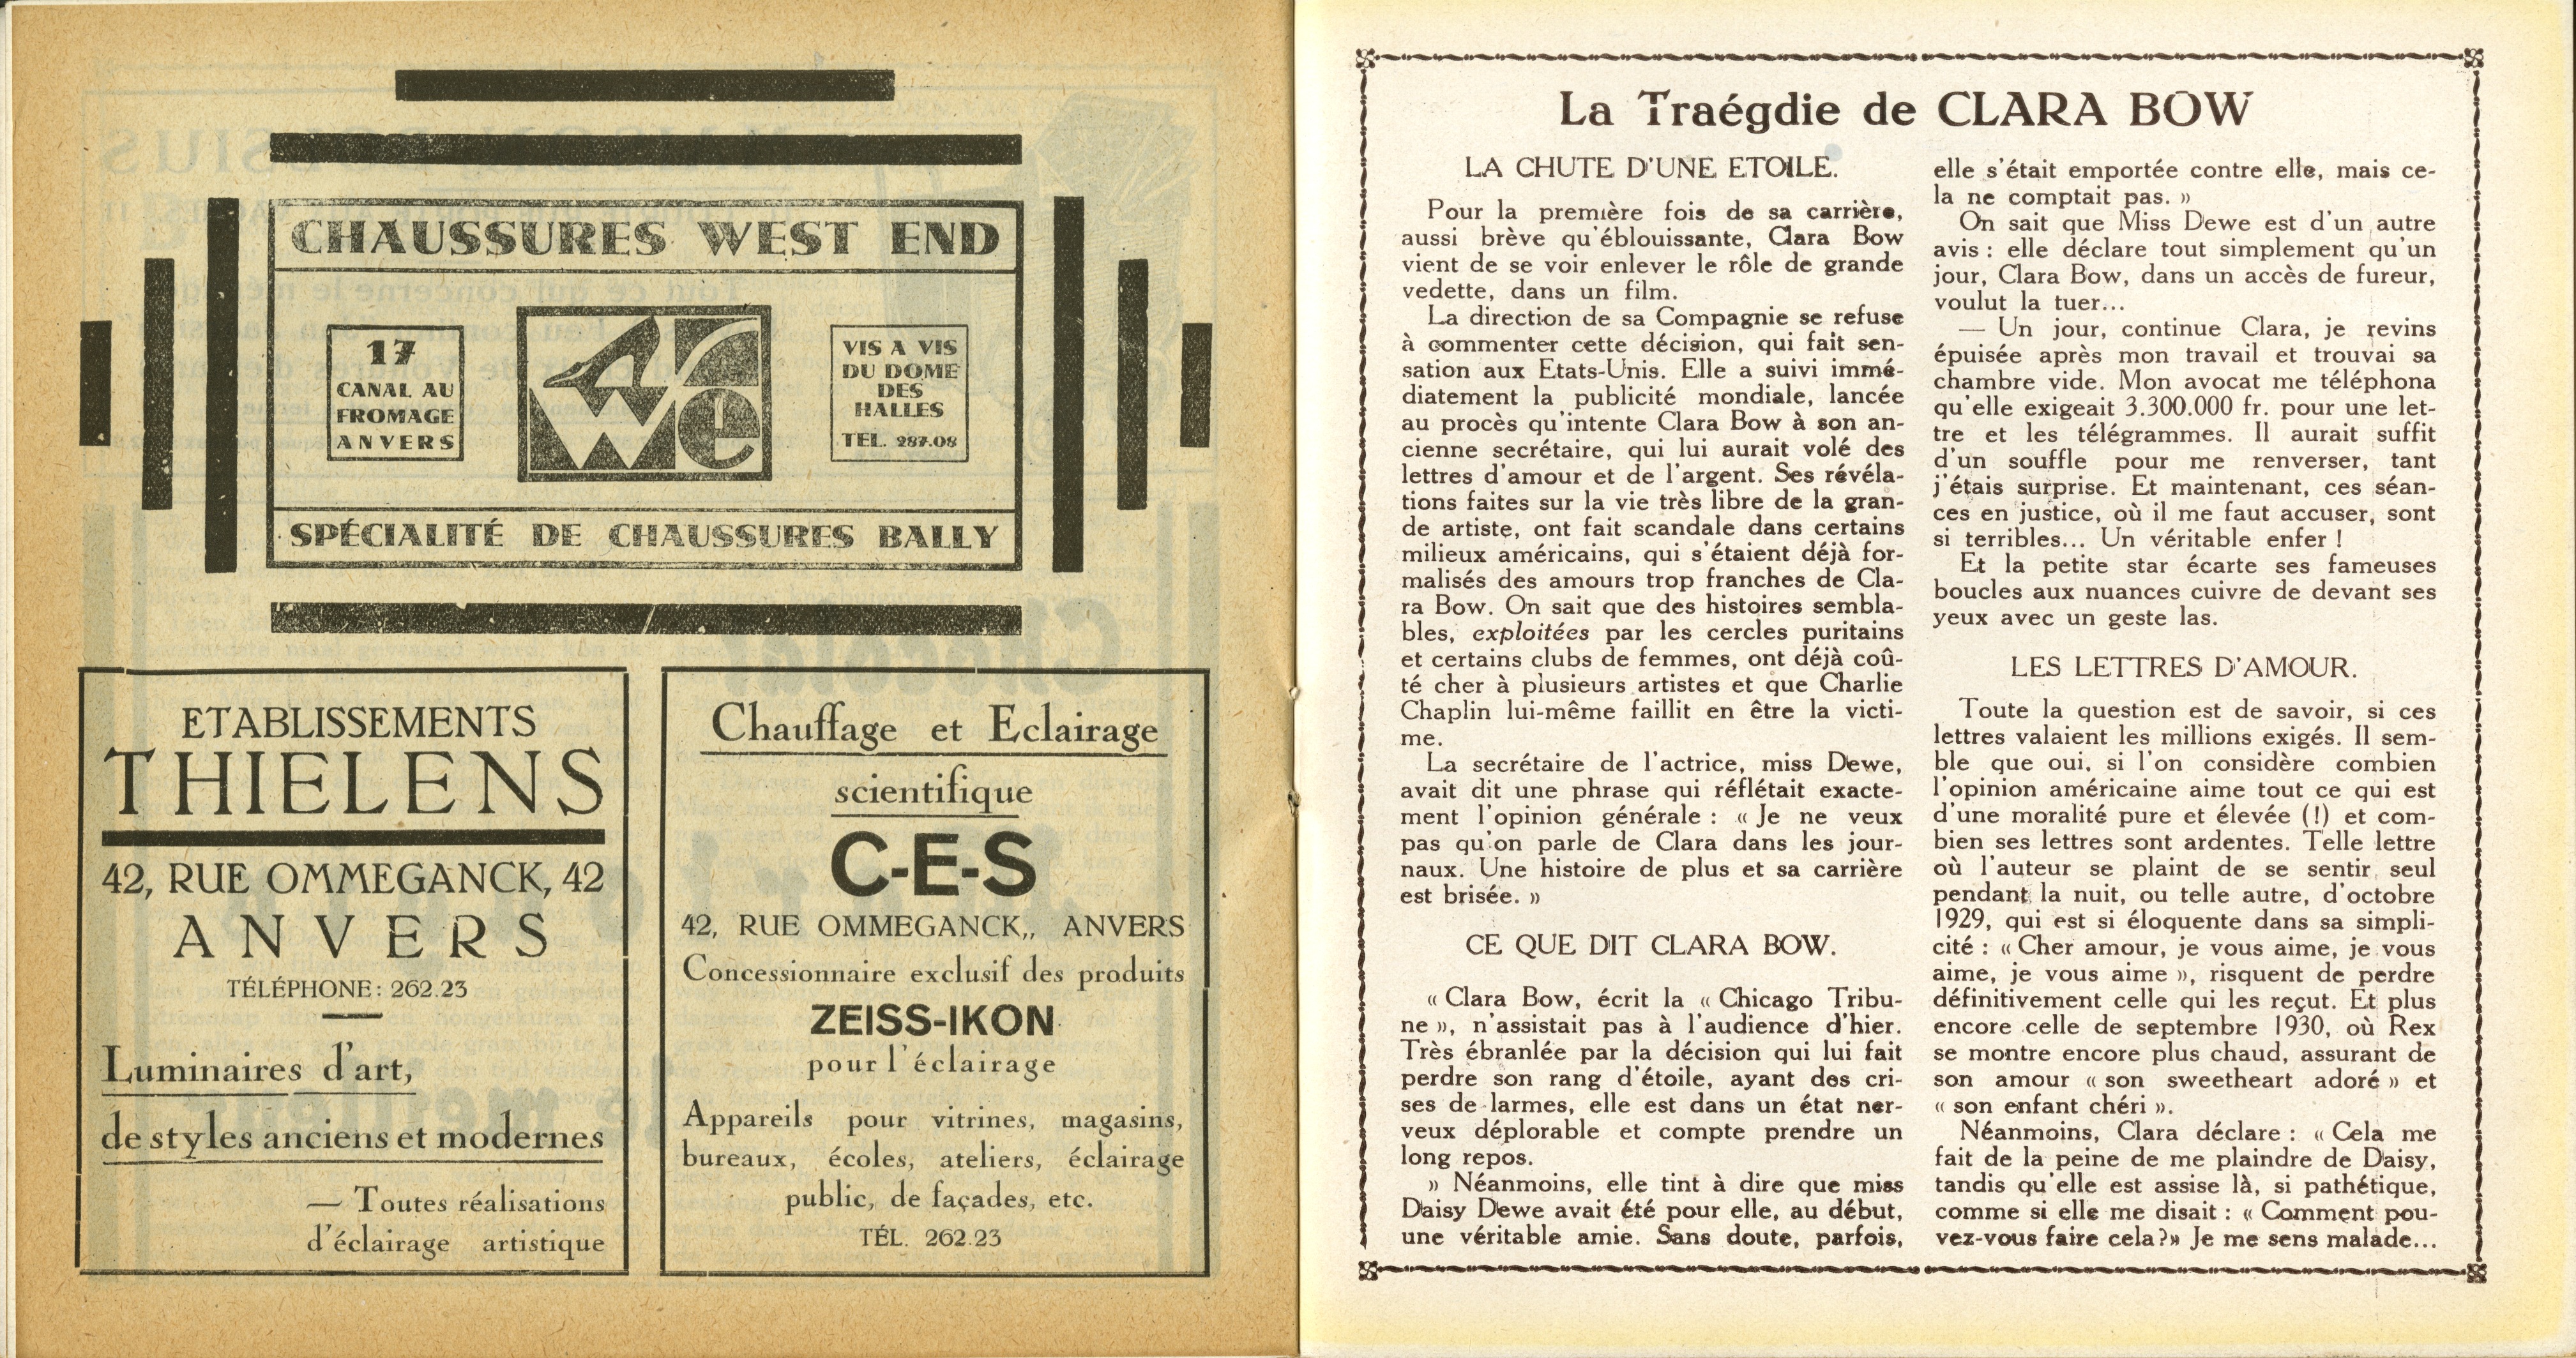 CHAUSSURES WEST END
17
CANAL AU
FROMAGE
ANVERS
We
VIS A VIS
DU DOME
DES
HALLES
TEL. 287.08
SPÉCIALITÉ DE CHAUSSURES BALLY
ETABLISSEMENTS
THIELENS
42, RUE OMMEGANCK, 42
ANVERS
TÉLÉPHONE: 262.23
Luminaires d'art,
de styles anciens et modernes
— Toutes réalisations
d'éclairage artistique
Chauffage et Eclairage
scientifique
C-E-S
42, RUE OMMEGANCK,, ANVERS
Concessionnaire exclusif des produits
ZEISS-IKON
pour l'éclairage
Appareils pour vitrines, magasins,
bureaux, écoles, ateliers, éclairage
public, de façades, etc.
TÉL. 262.23
La Traégdie de CLARA BOW
LA CHUTE D'UNE ETOILE.
Pour la première fois de sa carrière,
aussi brève qu'éblouissante, Clara Bow
vient de se voir enlever le rôle de grande
vedette, dans un film.
La direction de sa Compagnie se refuse
à commenter cette décision, qui fait sen-
sation aux Etats-Unis. Elle a suivi immé-
diatement la publicité mondiale, lancée
au procès qu'intente Clara Bow à son an-
cienne secrétaire, qui lui aurait volé des
lettres d'amour et de l'argent. Ses révéla-
tions faites sur la vie très libre de la gran-
de artiste, ont fait scandale dans certains
milieux américains, qui s'étaient déjà for-
malisés des amours trop franches de Cla-
ra Bow. On sait que des histoires sembla-
bles, exploitées par les cercles puritains
et certains clubs de femmes, ont déjà coû-
té cher à plusieurs artistes et que Charlie
Chaplin lui-même faillit en être la victi-
me.
La secrétaire de l'actrice, miss Dewe,
avait dit une phrase qui réflétait exacte-
ment l'opinion générale : « Je ne veux
pas qu'on parle de Clara dans les jour-
naux. Une histoire de plus et sa carrière
est brisée. »
CE QUE DIT CLARA BOW.
« Clara Bow, écrit la « Chicago Tribu-
ne », n'assistait pas à l'audience d'hier.
Très ébranlée par la décision qui lui fait
perdre son rang d'étoile, ayant des cri-
ses de larmes, elle est dans un état ner-
veux déplorable et compte prendre un
long repos.
» Néanmoins, elle tint à dire que miss
Daisy Dewe avait été pour elle, au début,
une véritable amie. Sans doute, parfois,
elle s'était emportée contre elle, mais ce-
la ne comptait pas. »
On sait que Miss Dewe est d'un autre
avis : elle déclare tout simplement qu'un
jour, Clara Bow, dans un accès de fureur,
voulut la tuer...
— Un jour, continue Clara, je revins
épuisée après mon travail et trouvai sa
chambre vide. Mon avocat me téléphona
qu'elle exigeait 3.300.000 fr. pour une let-
tre et les télégrammes. Il aurait suffit
d'un souffle pour me renverser, tant
j'étais surprise. Et maintenant, ces séan-
ces en justice, où il me faut accuser, sont
si terribles... Un véritable enfer !
Et la petite star écarte ses fameuses
boucles aux nuances cuivre de devant ses
yeux avec un geste las.
LES LETTRES D'AMOUR.
Toute la question est de savoir, si ces
lettres valaient les millions exigés. Il sem-
ble que oui, si l'on considère combien
l'opinion américaine aime tout ce qui est
d'une moralité pure et élevée (!) et com-
bien ses lettres sont ardentes. Telle lettre
où l'auteur se plaint de se sentir seul
pendant la nuit, ou telle autre, d'octobre
1929, qui est si éloquente dans sa simpli-
cité : « Cher amour, je vous aime, je vous
aime, je vous aime », risquent de perdre
définitivement celle qui les reçut. Et plus
encore celle de septembre 1930, où Rex
se montre encore plus chaud, assurant de
son amour « son sweetheart adoré » et
« son enfant chéri ».
Néanmoins, Clara déclare : « Cela me
fait de la peine de me plaindre de Daisy,
tandis qu'elle est assise là, si pathétique,
comme si elle me disait : « Comment pou-
vez-vous faire cela?» Je me sens malade...